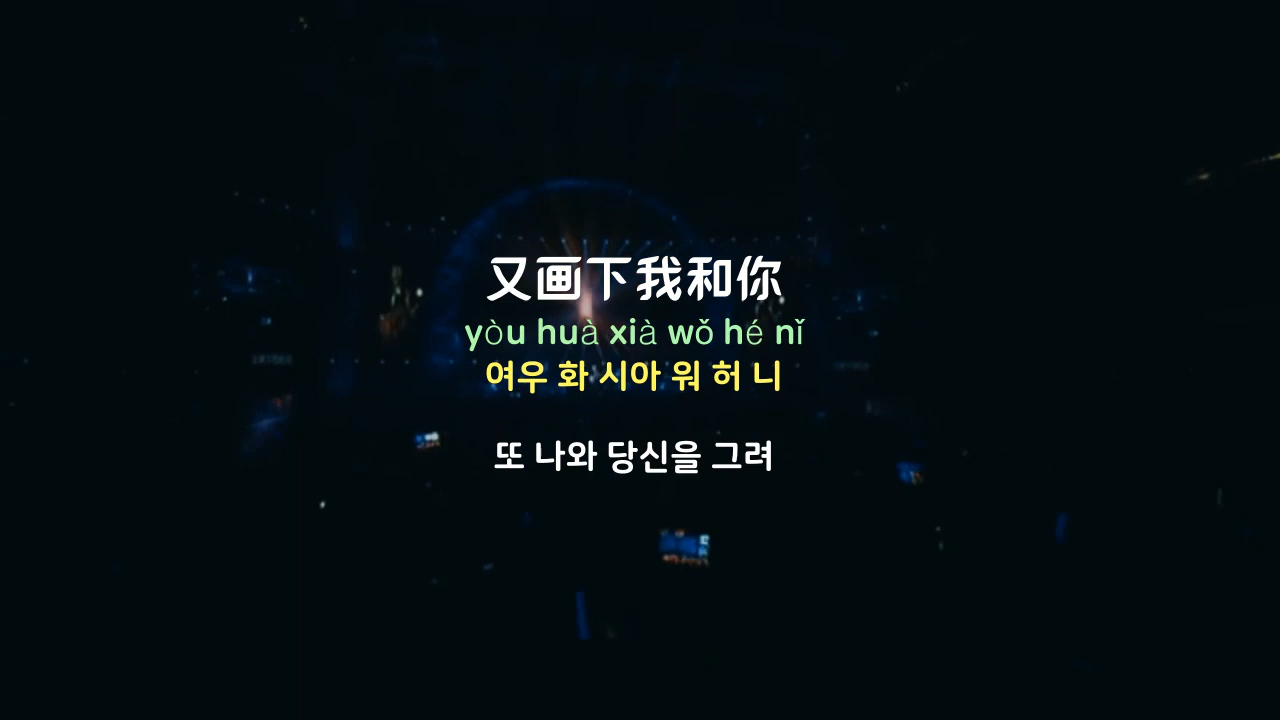 又画下我和你
yòu huà xià wǒ hé nǐ
여우 화 시아 워 허 니
또 나와 당신을 그려